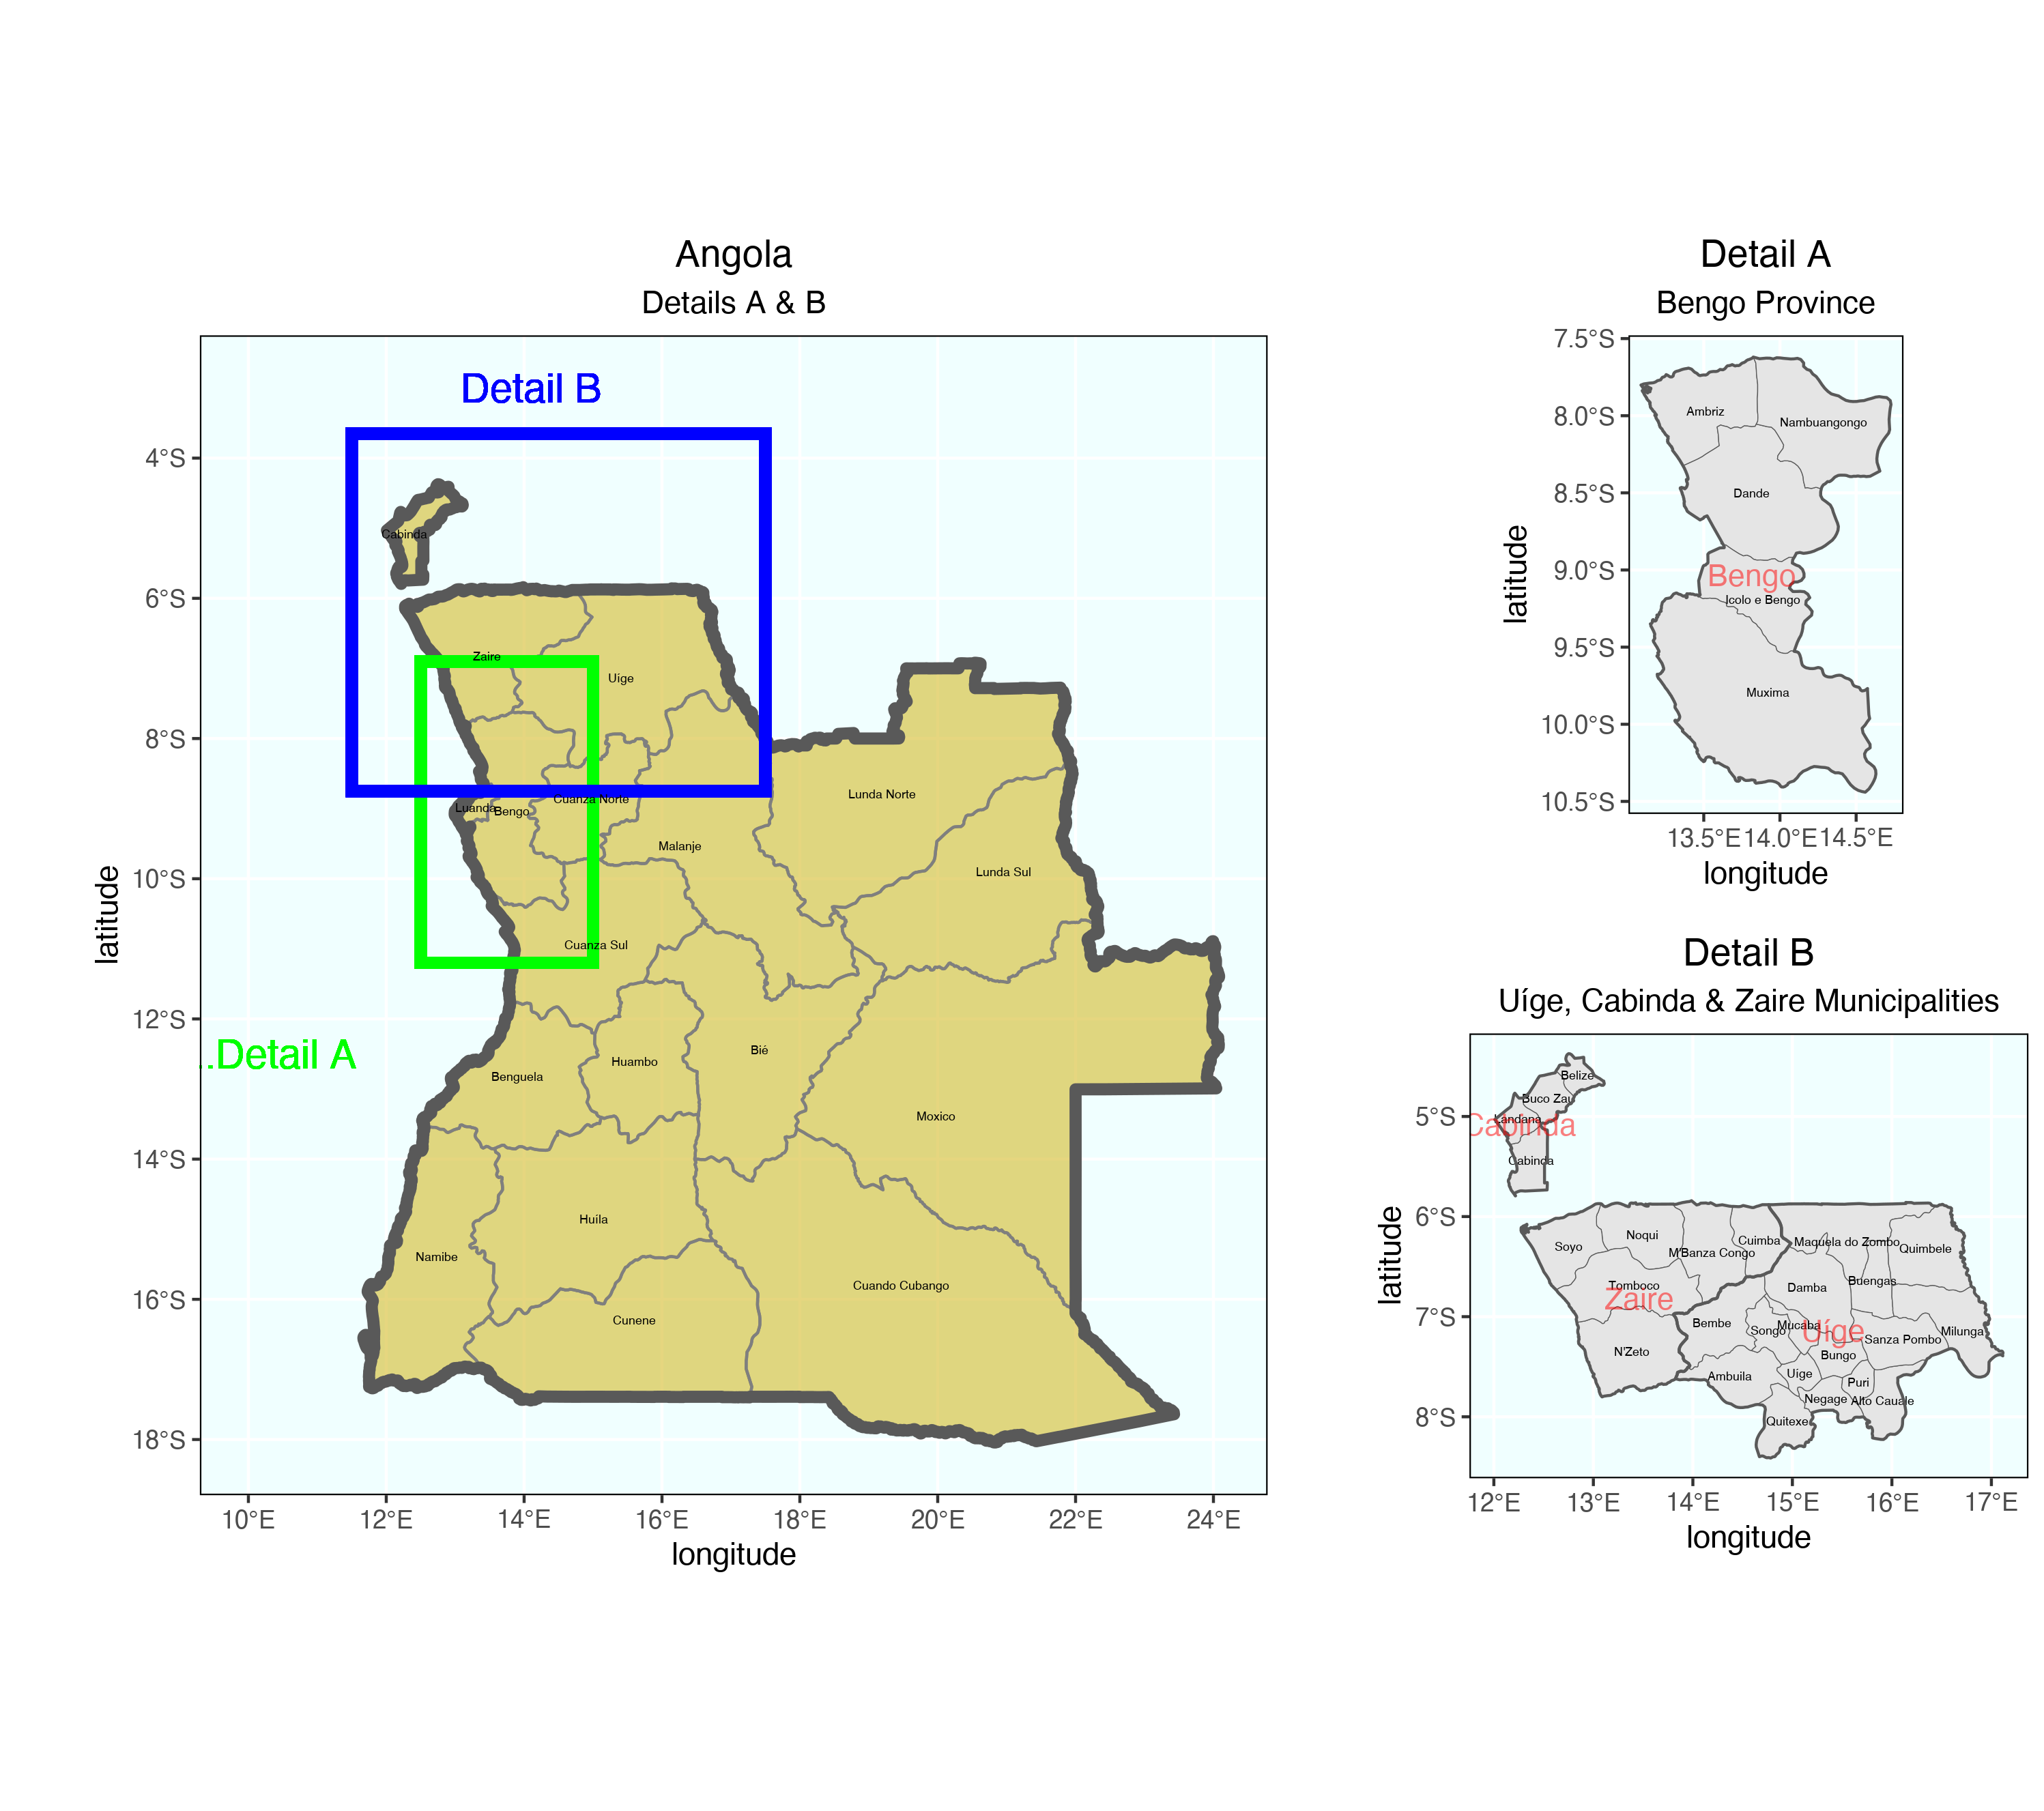 Angola
Details A & B
Detail B
4°S
Cabinda
6°S
Zaire
Uíge
8°S
Lunda Norte
Cuanza Norte
Luanda
Bengo
Malanje
Lunda Sul
10°S
Cuanza Sul
12°S
.Detail A
Bié
Huambo
Benguela
Moxico
14°S
Huíla
Namibe
Cuando Cubango
16°S
Cunene
18°S
latitude
10°E 12°E 14°E 16°E 18°E 20°E 22°E 24°E
longitude
Detail A
Bengo Province
7.5°S
Ambriz
8.0°S
Nambuangongo
8.5°S
Dande
9.0°S
Bengo
Icolo e Bengo
9.5°S
Muxima
10.0°S
10.5°S
latitude
13.5°E 14.0°E 14.5°E
longitude
Detail B
Uíge, Cabinda & Zaire Municipalities
Belize
Buco Zau
5°S
Landana
Cabinda
Cabinda
6°S
Soyo
Noqui
M'Banza Congo
Cuimba
Maquela do Zombo
Quimbele
Tomboco
Zaire
Damba
Buengas
7°S
N'Zeto
Bembe
Songo
Mucaba
Uíge
Sanza Pombo
Milunga
Bungo
Ambuila
Uíge
Puri
Negage
Alto Cauale
8°S
Quitexe
latitude
12°E 13°E 14°E 15°E 16°E 17°E
longitude